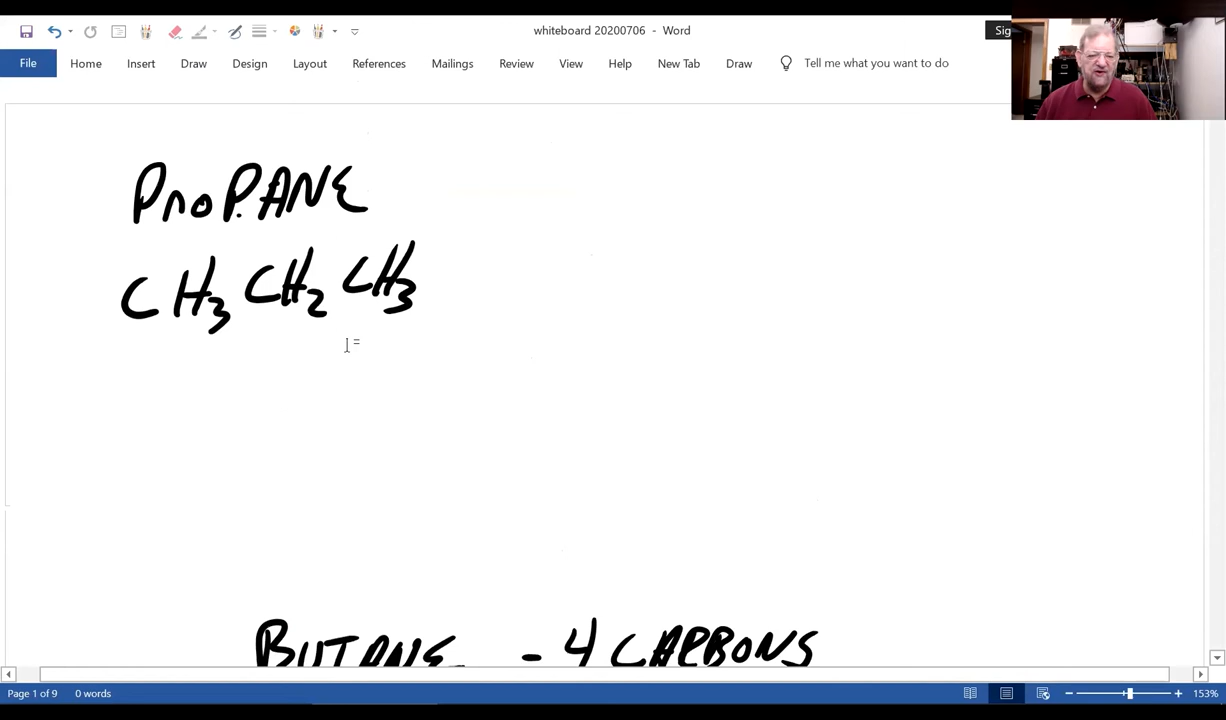 whiteboard 20200706 - Word
File Home Insert Draw Design Layout References Mailings Review View Help New Tab Draw Tell me what you want to do
ProPANE
CH3 CH2 CH3
BUTANE - 4 CARBONS
Page 1 of 9 0 words 153%